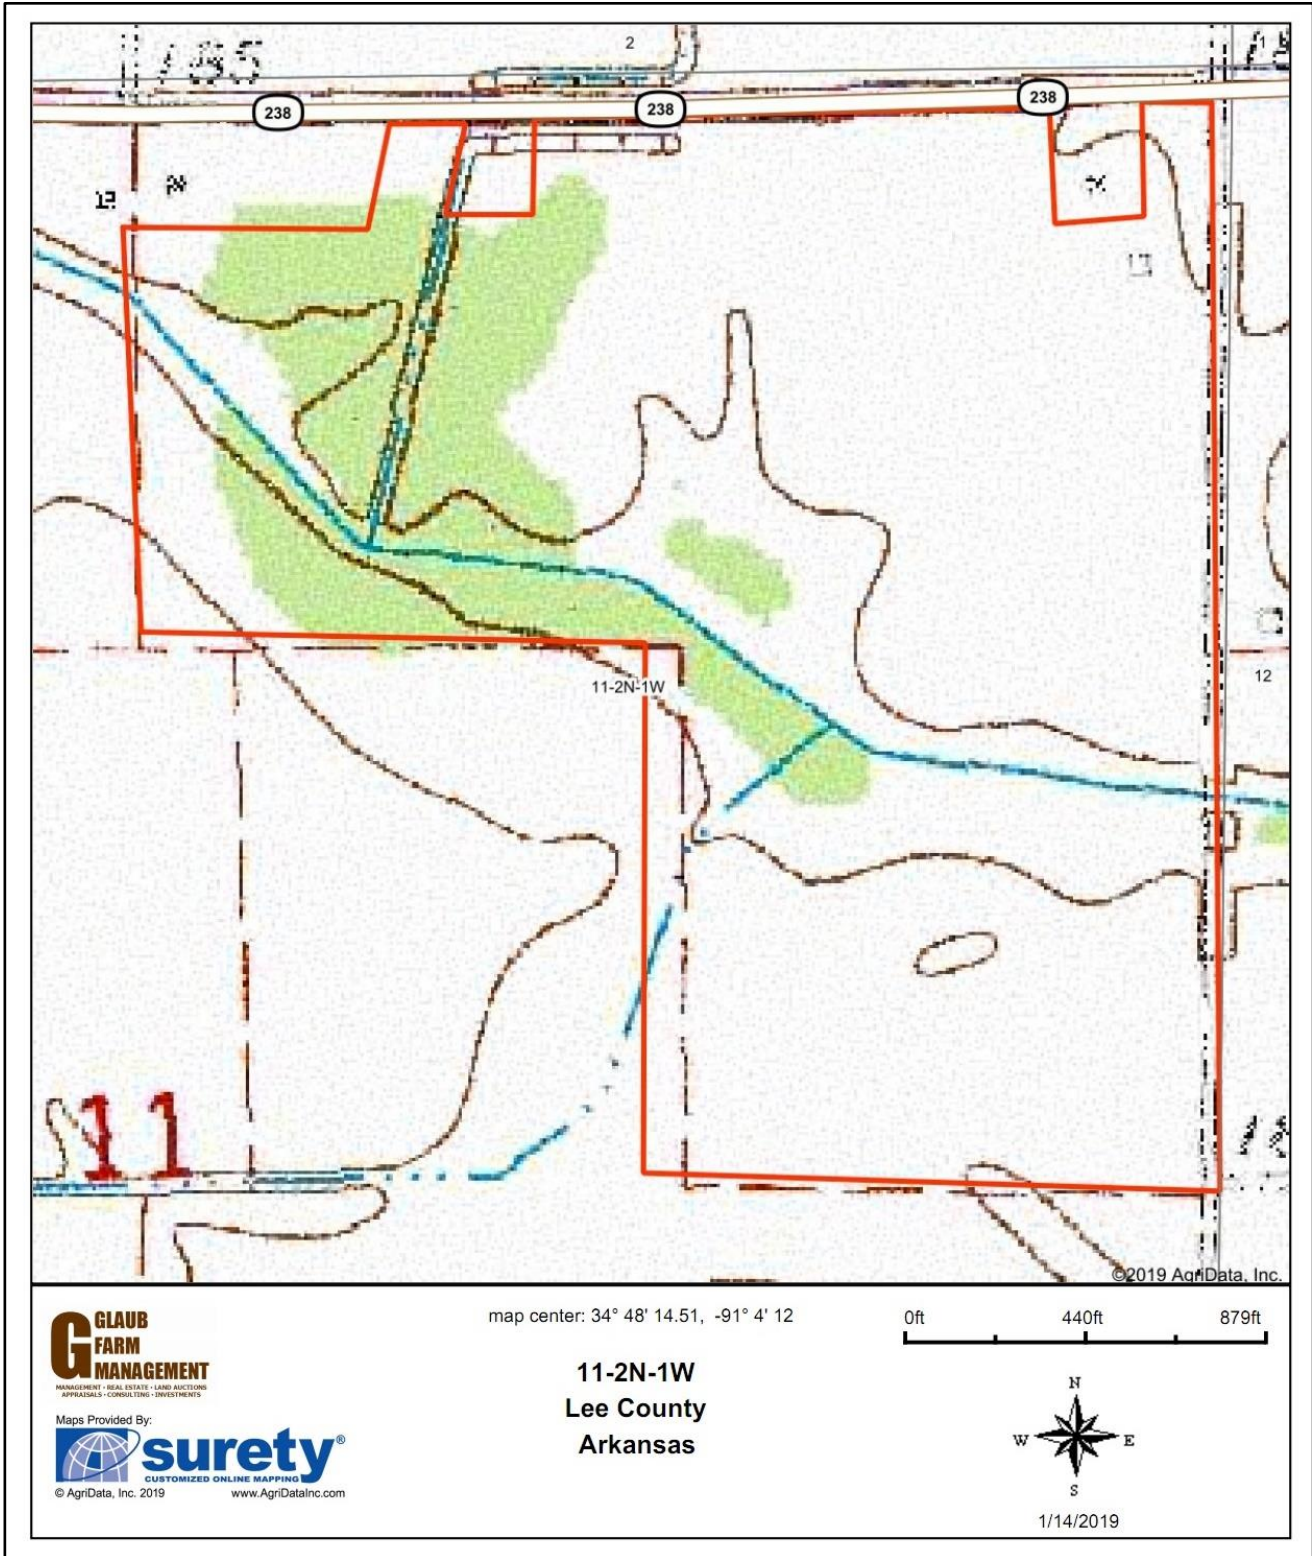 2
1
185
238
238
238
11-2N-1W
12
11
©2019 AgriData, Inc.
GLAUB
FARM
MANAGEMENT
MANAGEMENT • REAL ESTATE • LAND AUCTIONS
APPRAISALS • CONSULTING • INVESTMENTS
Maps Provided By:
surety®
CUSTOMIZED ONLINE MAPPING
© AgriData, Inc. 2019 www.AgriDataInc.com
map center: 34° 48' 14.51, -91° 4' 12
11-2N-1W
Lee County
Arkansas
0ft 440ft 879ft
N
W E
S
1/14/2019